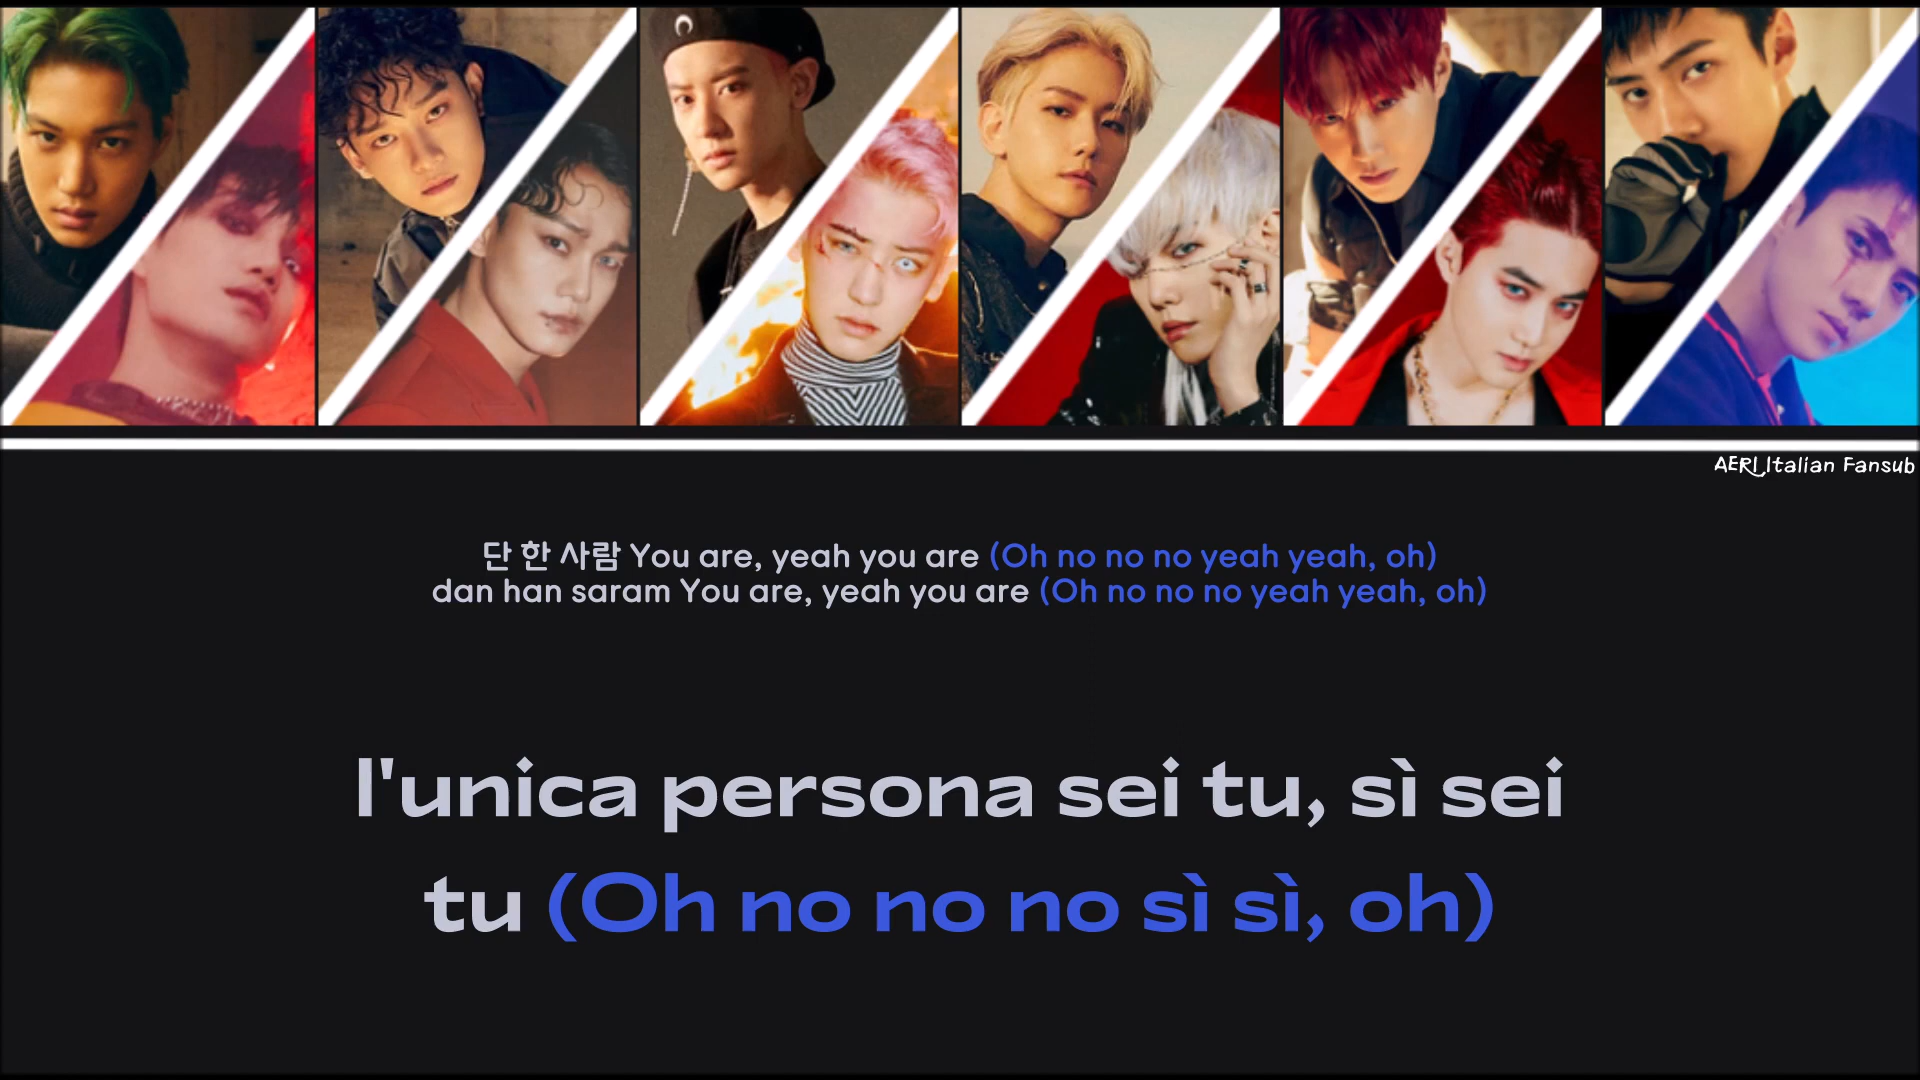 AERI_Italian Fansub
단 한 사람 You are, yeah you are (Oh no no no yeah yeah, oh)
dan han saram You are, yeah you are (Oh no no no yeah yeah, oh)
l'unica persona sei tu, sì sei
tu (Oh no no no sì sì, oh)